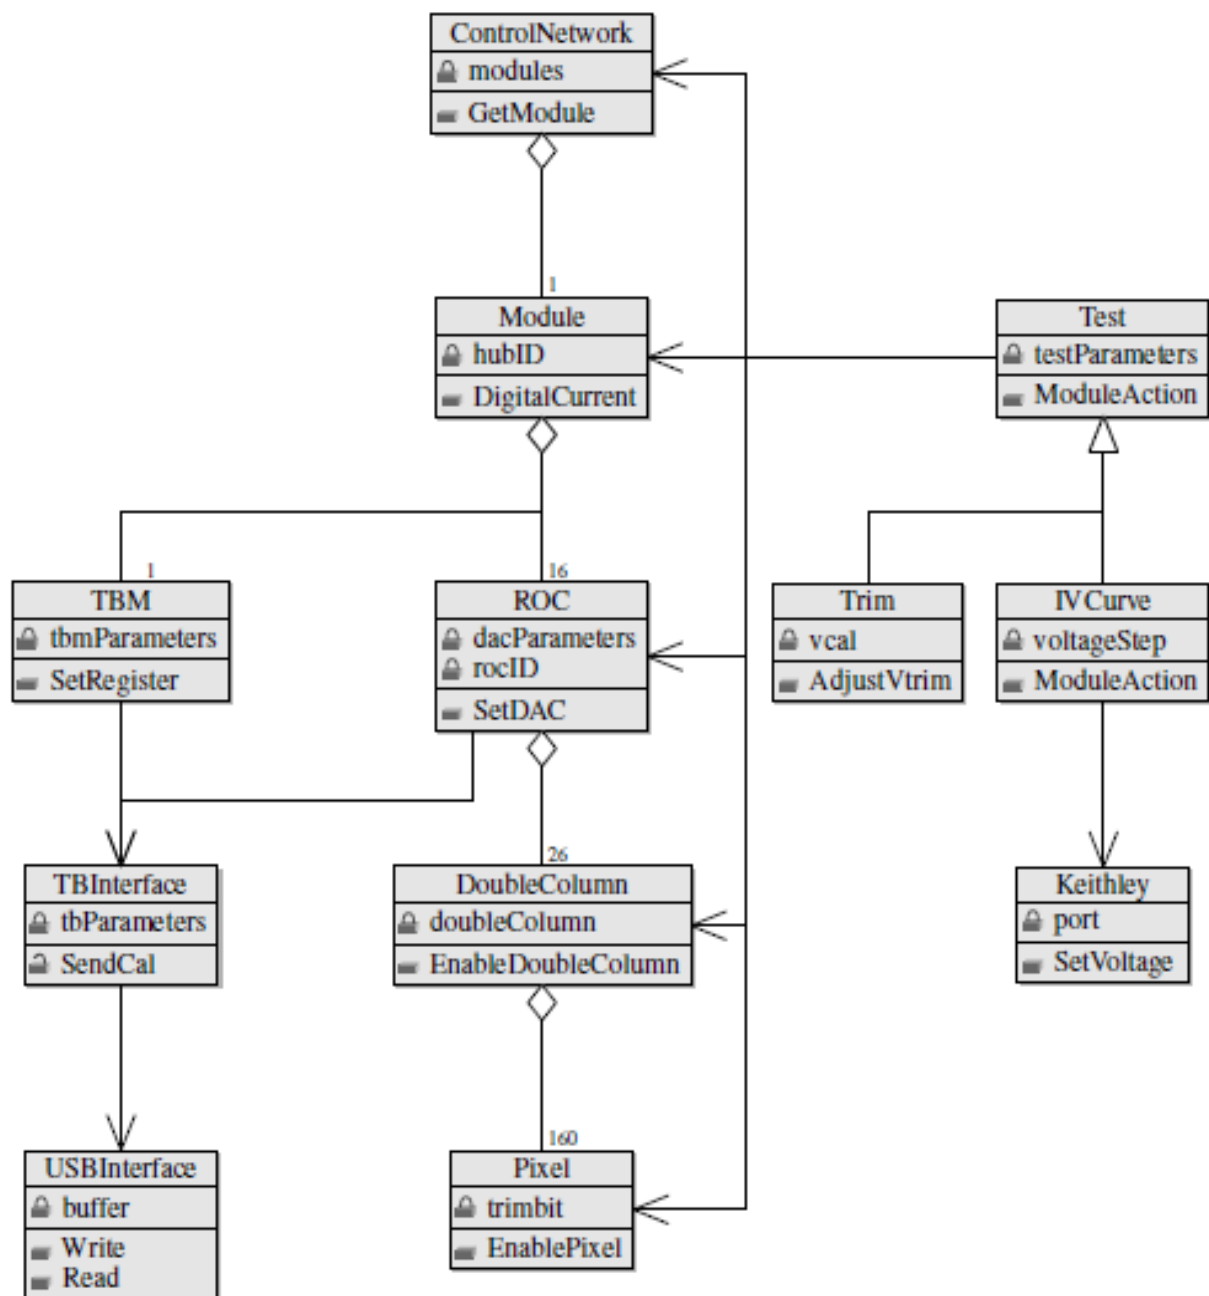 ControlNetwork
modules
GetModule
1
Module
hubID
DigitalCurrent
Test
testParameters
ModuleAction
1
TBM
tbmParameters
SetRegister
16
ROC
dacParameters
rocID
SetDAC
Trim
vcal
AdjustVtrim
IVCurve
voltageStep
ModuleAction
TBInterface
tbParameters
SendCal
26
DoubleColumn
doubleColumn
EnableDoubleColumn
Keithley
port
SetVoltage
USBInterface
buffer
Write
Read
160
Pixel
trimbit
EnablePixel